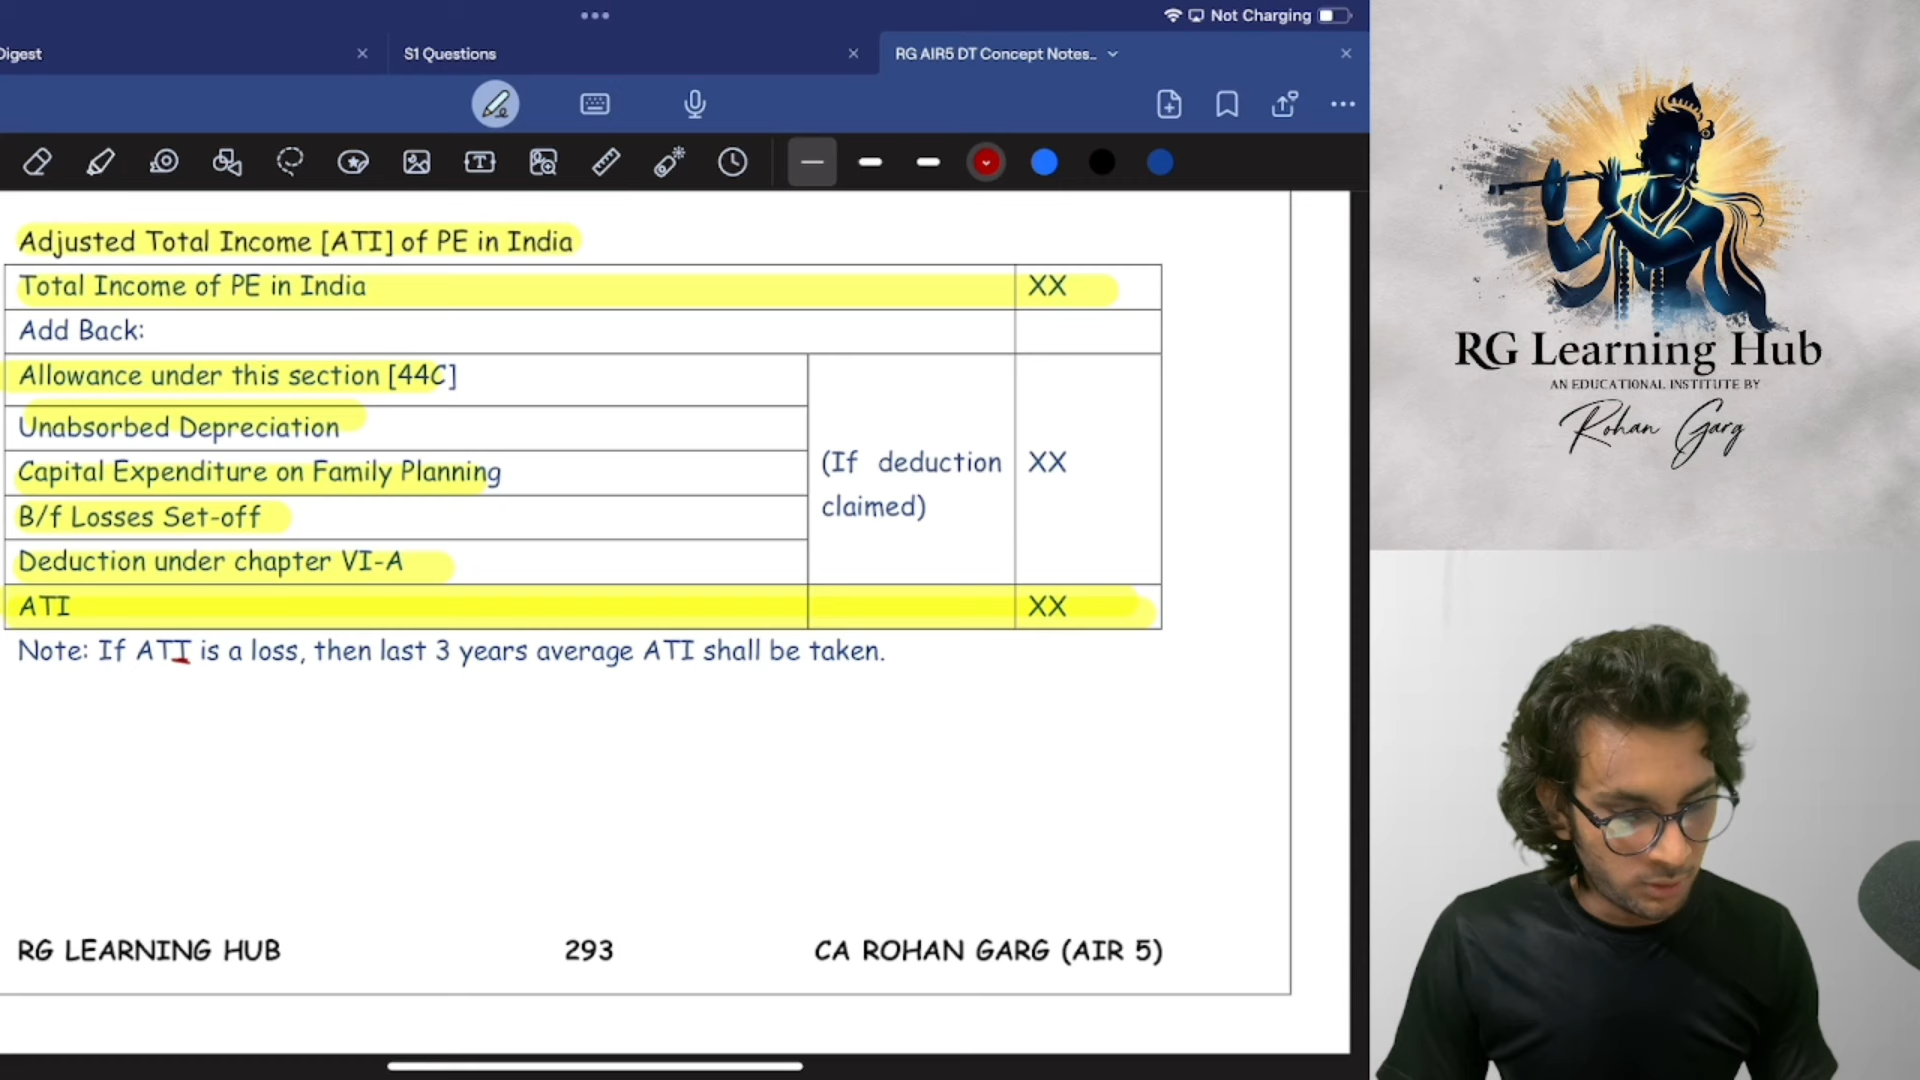 Not Charging
Digest
S1 Questions
RG AIR5 DT Concept Notes..
Adjusted Total Income [ATI] of PE in India
Total Income of PE in India XX
Add Back:
Allowance under this section [44C]
Unabsorbed Depreciation
Capital Expenditure on Family Planning
B/f Losses Set-off
Deduction under chapter VI-A
(If deduction claimed) XX
ATI XX
Note: If ATI is a loss, then last 3 years average ATI shall be taken.
RG LEARNING HUB 293 CA ROHAN GARG (AIR 5)
RG Learning Hub
AN EDUCATIONAL INSTITUTE BY
Rohan Garg